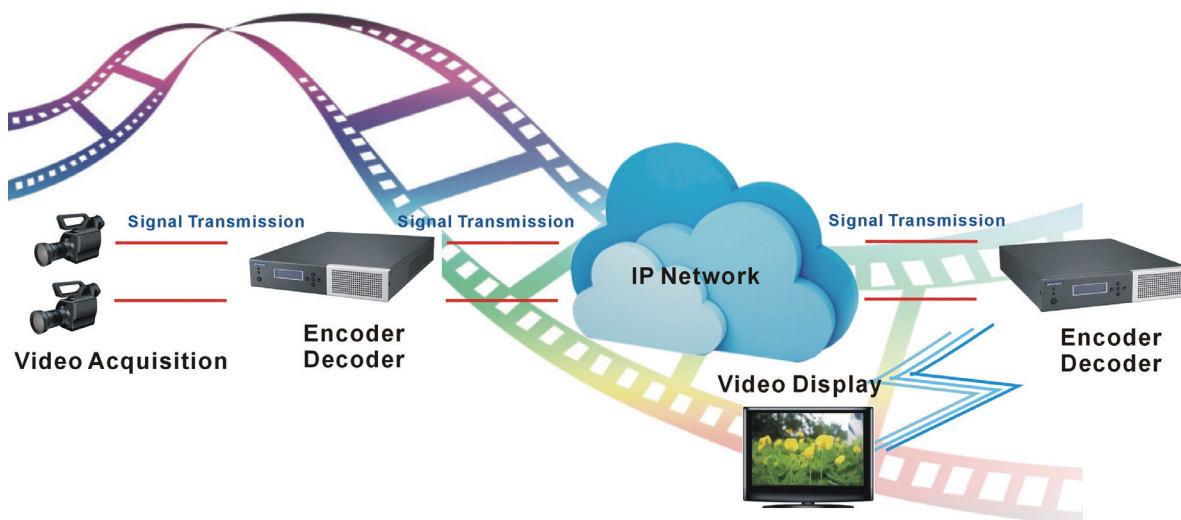 Signal Transmission
Signal Transmission
Signal Transmission
IP Network
Encoder
Decoder
Encoder
Decoder
Video Acquisition
Video Display